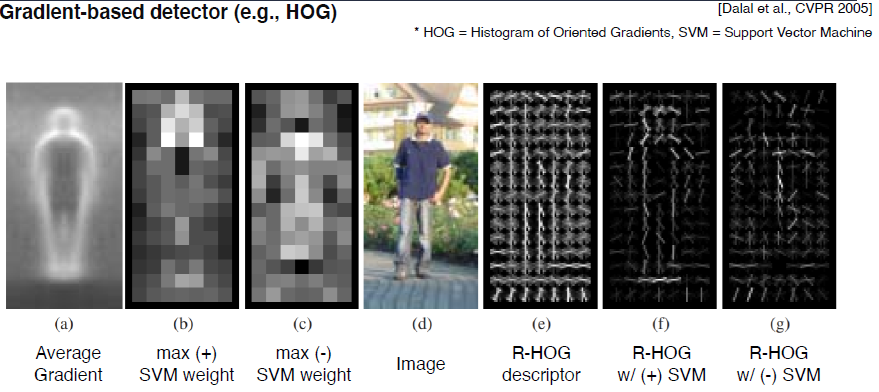 Gradient-based detector (e.g., HOG)
[Dalal et al., CVPR 2005]
* HOG = Histogram of Oriented Gradients, SVM = Support Vector Machine
(a)
(b)
(c)
(d)
(e)
(f)
(g)
Average
Gradient
max (+)
SVM weight
max (-)
SVM weight
Image
R-HOG
descriptor
R-HOG
w/ (+) SVM
R-HOG
w/ (-) SVM